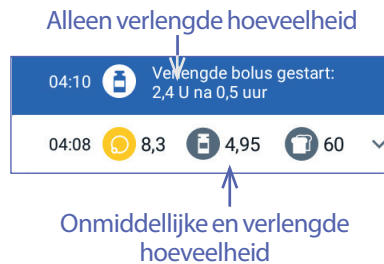 Alleen verlengde hoeveelheid
04:10 Verlengde bolus gestart:
2,4 U na 0,5 uur
04:08 8,3 4,95 60
Onmiddellijke en verlengde
hoeveelheid